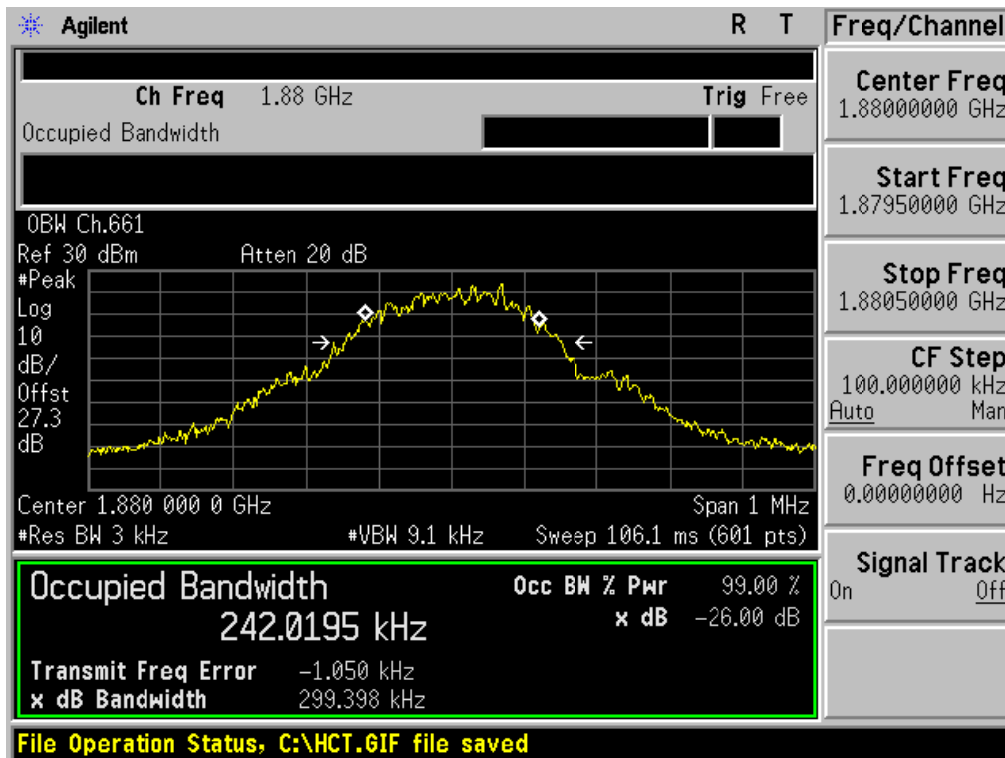 Agilent R T
Freq/Channel
Ch Freq 1.88 GHz Trig Free
Occupied Bandwidth
OBW Ch.661
Ref 30 dBm Atten 20 dB
#Peak
Log
10
dB/
Offst
27.3
dB
Center 1.880 000 0 GHz Span 1 MHz
#Res BW 3 kHz #VBW 9.1 kHz Sweep 106.1 ms (601 pts)
Occupied Bandwidth
242.0195 kHz
Occ BW % Pwr 99.00 %
x dB -26.00 dB
Transmit Freq Error -1.050 kHz
x dB Bandwidth 299.398 kHz
File Operation Status, C:\HCT.GIF file saved
Center Freq
1.88000000 GHz
Start Freq
1.87950000 GHz
Stop Freq
1.88050000 GHz
CF Step
100.000000 kHz
Auto Man
Freq Offset
0.00000000 Hz
Signal Track
On Off